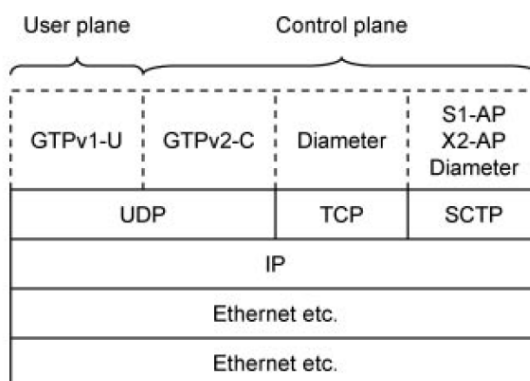 User plane Control plane
GTPv1-U GTPv2-C Diameter S1-AP
X2-AP
Diameter
UDP TCP SCTP
IP
Ethernet etc.
Ethernet etc.